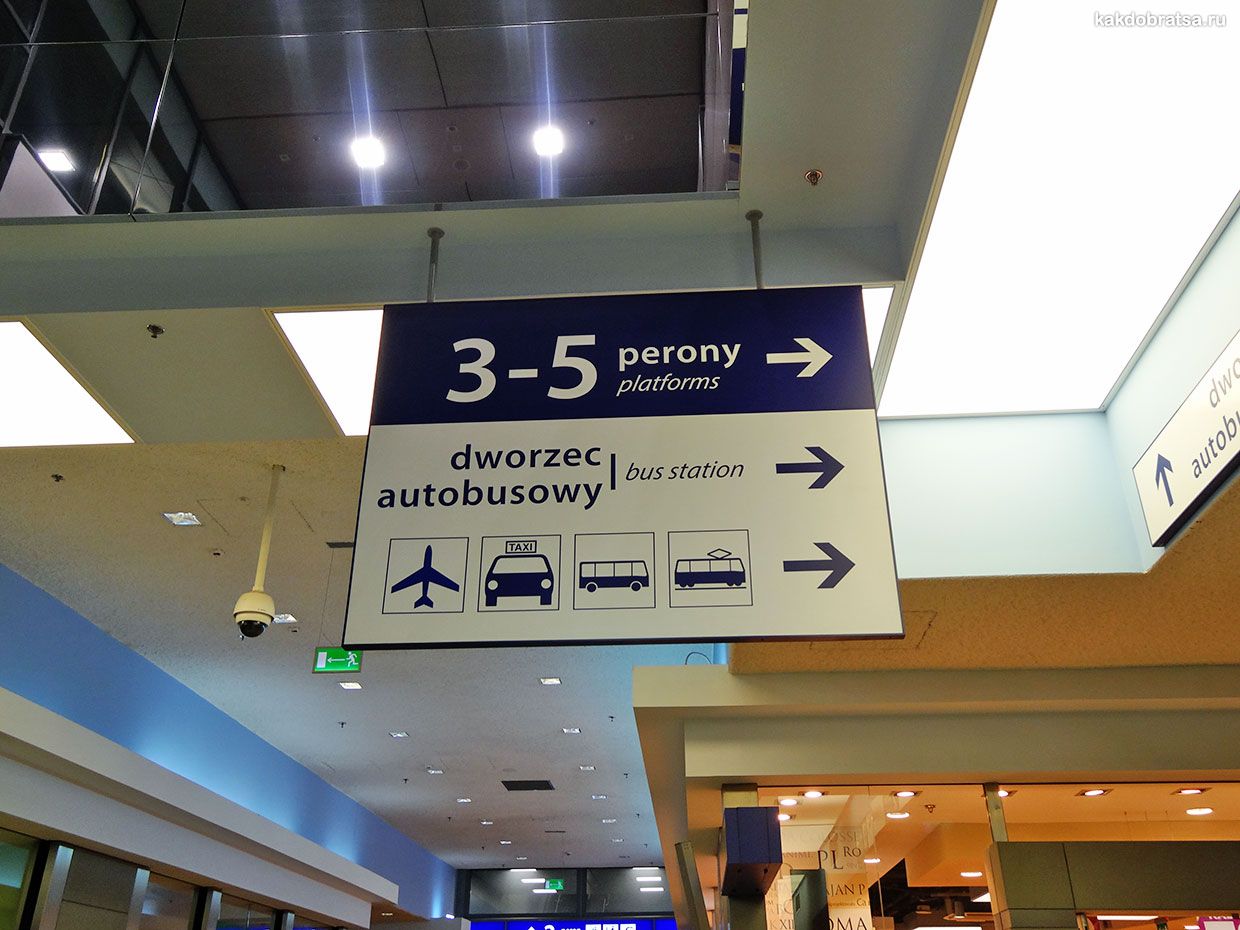 kakdobratsa.ru
3-5 perony
platforms
dworzec
autobusowy | bus station
TAXI